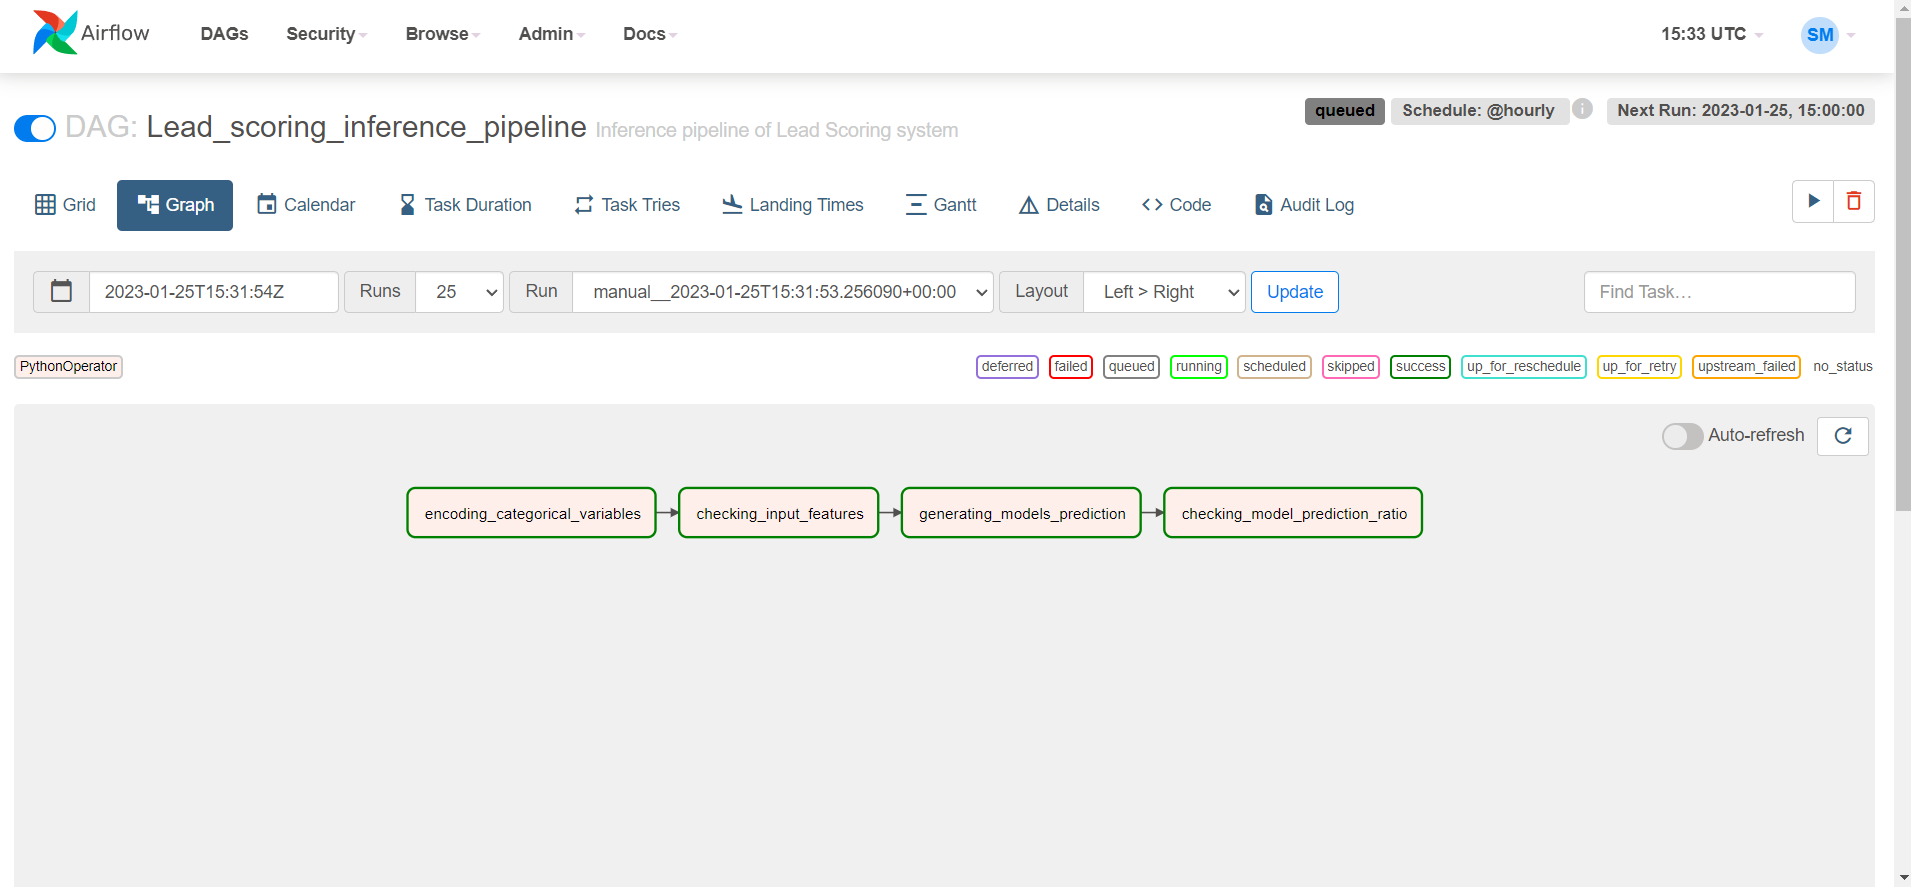 Airflow DAGs Security Browse Admin Docs 15:33 UTC SM
queued Schedule: @hourly i Next Run: 2023-01-25, 15:00:00
DAG: Lead_scoring_inference_pipeline Inference pipeline of Lead Scoring system
Grid Graph Calendar Task Duration Task Tries Landing Times Gantt Details Code Audit Log
2023-01-25T15:31:54Z Runs 25 Run manual__2023-01-25T15:31:53.256090+00:00 Layout Left > Right Update Find Task…
PythonOperator deferred failed queued running scheduled skipped success up_for_reschedule up_for_retry upstream_failed no_status
Auto-refresh
encoding_categorical_variables checking_input_features generating_models_prediction checking_model_prediction_ratio